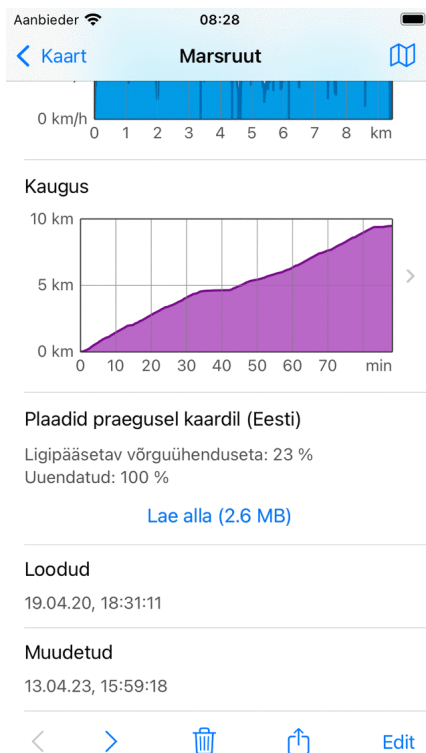 Aanbieder 08:28
Kaart Marsruut
0 km/h
0 1 2 3 4 5 6 7 8 km
Kaugus
10 km
5 km
0 km
0 10 20 30 40 50 60 70 min
Plaadid praegusel kaardil (Eesti)
Ligipääsetav võrguühenduseta: 23 %
Uuendatud: 100 %
Lae alla (2.6 MB)
Loodud
19.04.20, 18:31:11
Muudetud
13.04.23, 15:59:18
Edit